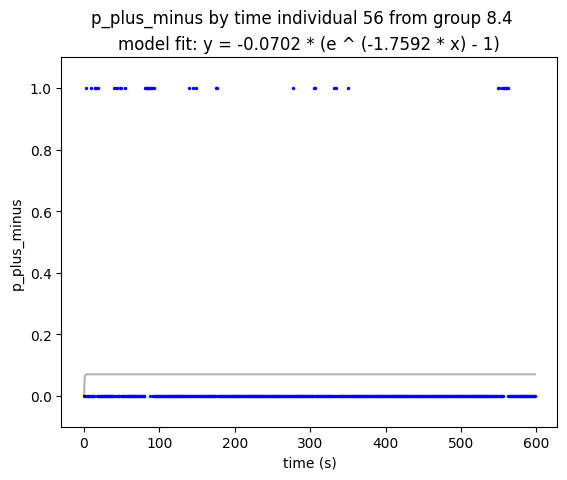 p_plus_minus by time individual 56 from group 8.4
model fit: y = -0.0702 * (e ^ (-1.7592 * x) - 1)
1.0
0.8
0.6
0.4
0.2
0.0
p_plus_minus
0 100 200 300 400 500 600
time (s)